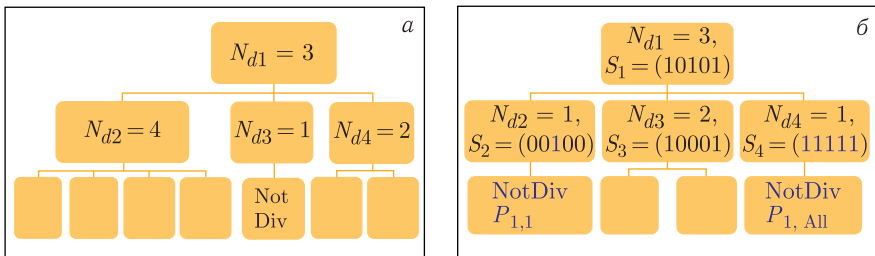 а
N_{d1} = 3
N_{d2} = 4
N_{d3} = 1
N_{d4} = 2
Not
Div
б
N_{d1} = 3,
S_1 = (10101)
N_{d2} = 1,
S_2 = (00100)
N_{d3} = 2,
S_3 = (10001)
N_{d4} = 1,
S_4 = (11111)
NotDiv
P_{1,1}
NotDiv
P_{1, All}